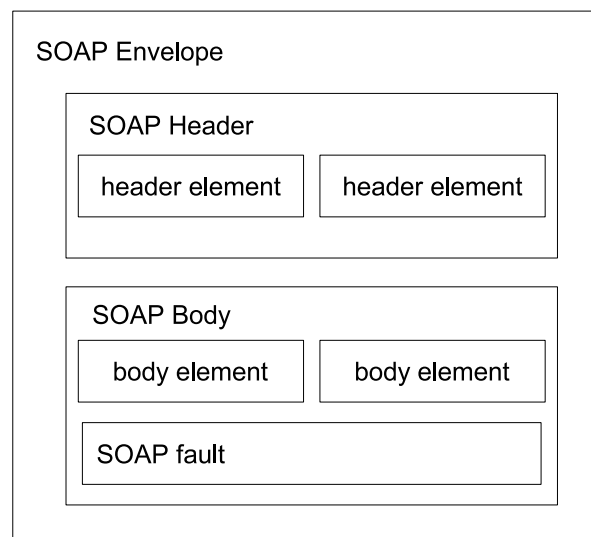 SOAP Envelope
SOAP Header
header element header element
SOAP Body
body element body element
SOAP fault